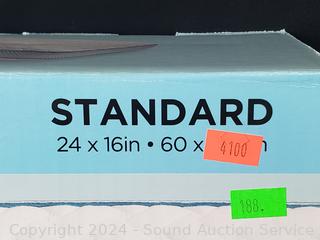 STANDARD
24 x 16in • 60 x
4100
188.
Copyright 2024 - Sound Auction Service